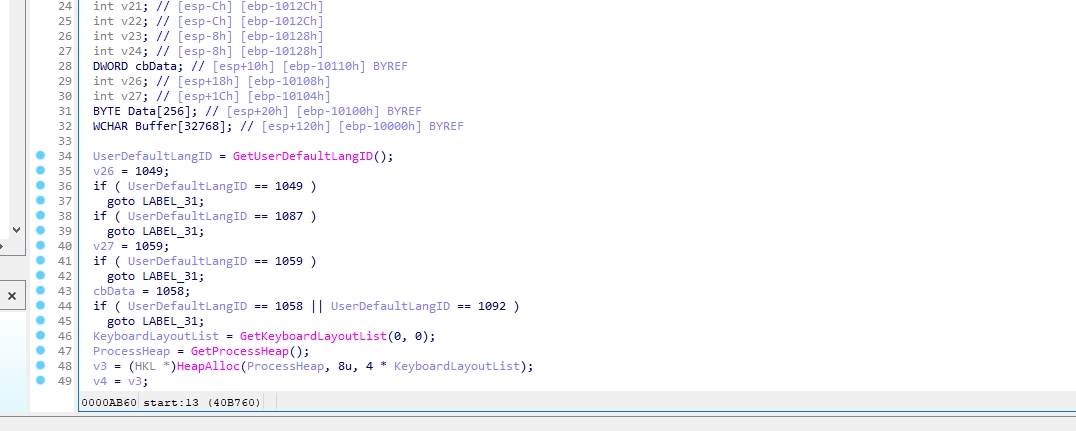 24 int v21; // [esp-Ch] [ebp-1012Ch]
25 int v22; // [esp-Ch] [ebp-1012Ch]
26 int v23; // [esp-8h] [ebp-10128h]
27 int v24; // [esp-8h] [ebp-10128h]
28 DWORD cbData; // [esp+10h] [ebp-10110h] BYREF
29 int v26; // [esp+18h] [ebp-10108h]
30 int v27; // [esp+1Ch] [ebp-10104h]
31 BYTE Data[256]; // [esp+20h] [ebp-10100h] BYREF
32 WCHAR Buffer[32768]; // [esp+120h] [ebp-10000h] BYREF
33
34 UserDefaultLangID = GetUserDefaultLangID();
35 v26 = 1049;
36 if ( UserDefaultLangID == 1049 )
37 goto LABEL_31;
38 if ( UserDefaultLangID == 1087 )
39 goto LABEL_31;
40 v27 = 1059;
41 if ( UserDefaultLangID == 1059 )
42 goto LABEL_31;
43 cbData = 1058;
44 if ( UserDefaultLangID == 1058 || UserDefaultLangID == 1092 )
45 goto LABEL_31;
46 KeyboardLayoutList = GetKeyboardLayoutList(0, 0);
47 ProcessHeap = GetProcessHeap();
48 v3 = (HKL *)HeapAlloc(ProcessHeap, 8u, 4 * KeyboardLayoutList);
49 v4 = v3;
0000AB60 start:13 (40B760)